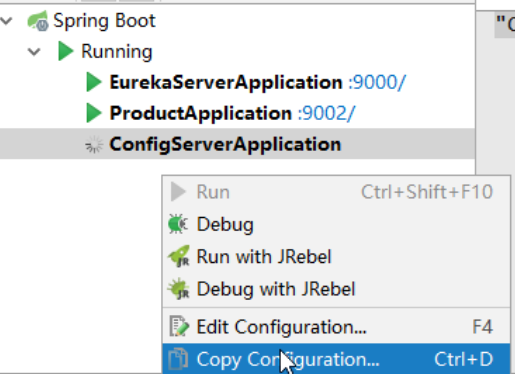 Spring Boot
"C
Running
EurekaServerApplication :9000/
ProductApplication :9002/
ConfigServerApplication
Run Ctrl+Shift+F10
Debug
Run with JRebel
Debug with JRebel
Edit Configuration... F4
Copy Configuration... Ctrl+D